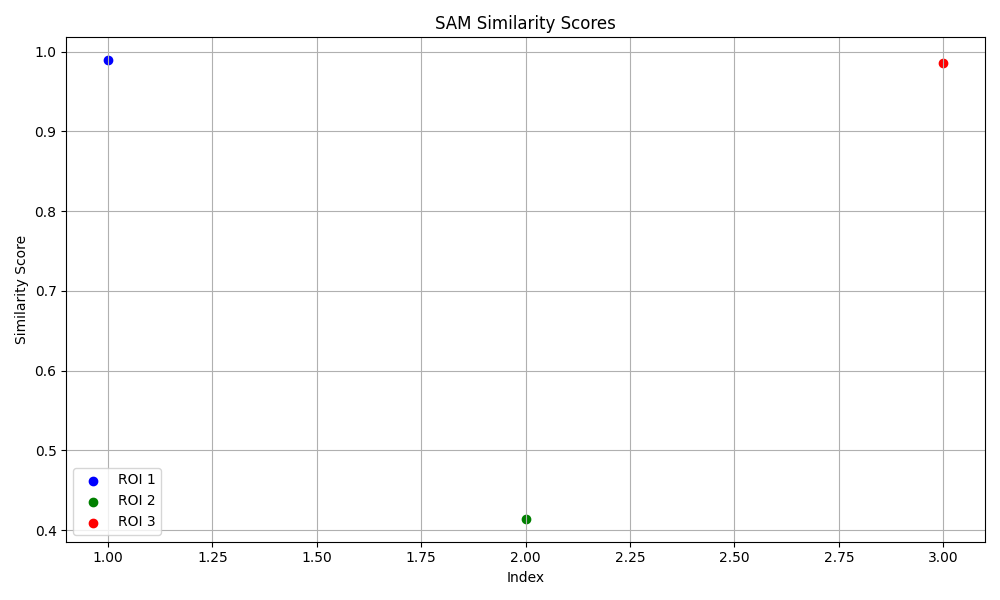 SAM Similarity Scores
Similarity Score
1.0
0.9
0.8
0.7
0.6
0.5
0.4
ROI 1
ROI 2
ROI 3
1.00 1.25 1.50 1.75 2.00 2.25 2.50 2.75 3.00
Index